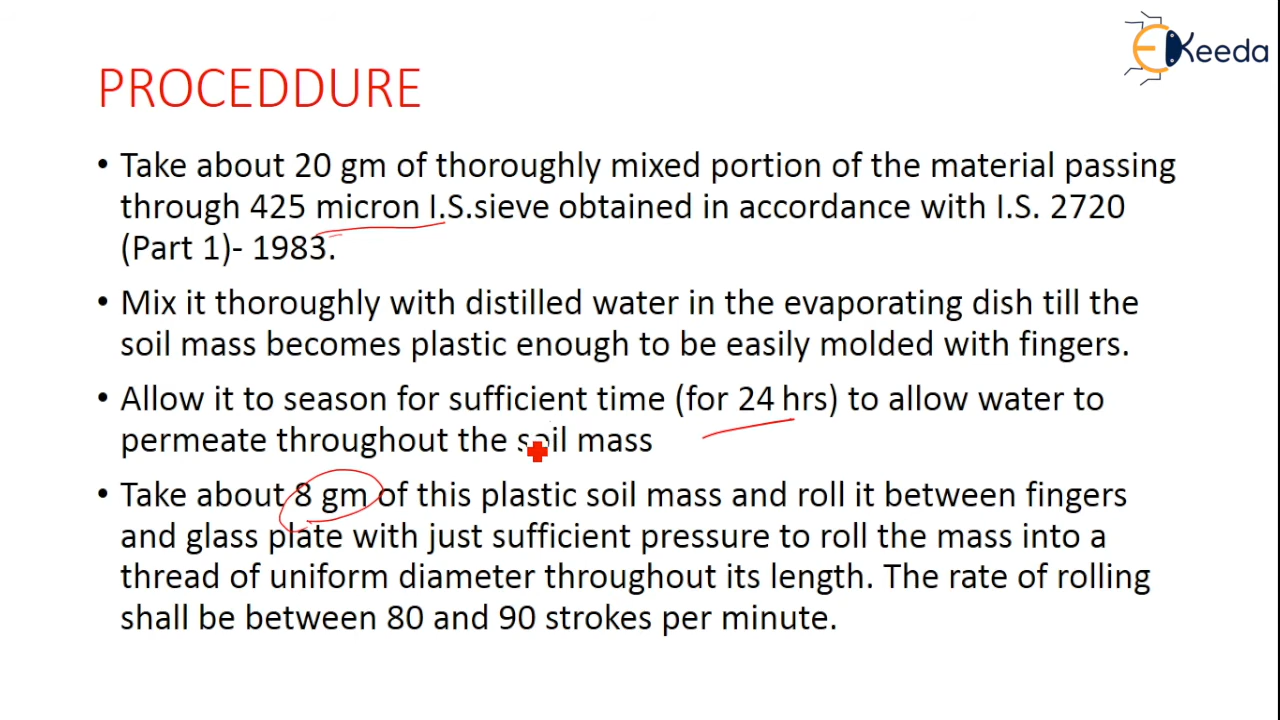 EKeeda
PROCEDDURE
• Take about 20 gm of thoroughly mixed portion of the material passing
through 425 micron I.S.sieve obtained in accordance with I.S. 2720
(Part 1)- 1983.
• Mix it thoroughly with distilled water in the evaporating dish till the
soil mass becomes plastic enough to be easily molded with fingers.
• Allow it to season for sufficient time (for 24 hrs) to allow water to
permeate throughout the soil mass
• Take about 8 gm of this plastic soil mass and roll it between fingers
and glass plate with just sufficient pressure to roll the mass into a
thread of uniform diameter throughout its length. The rate of rolling
shall be between 80 and 90 strokes per minute.